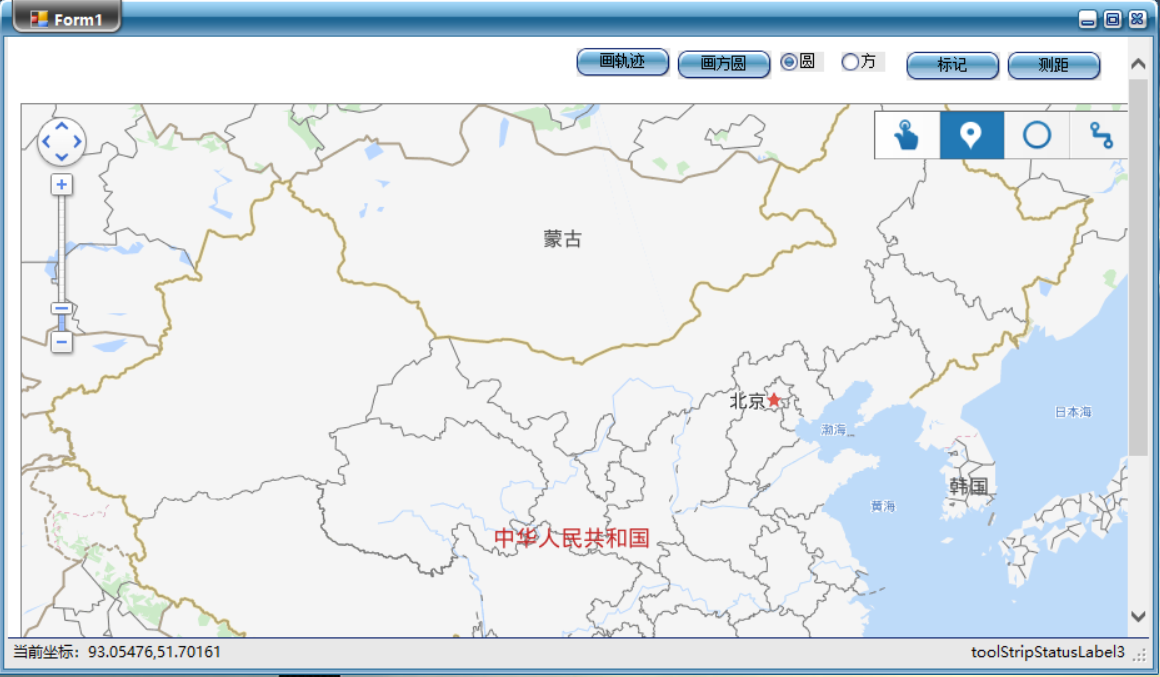 Form1
画轨迹 画方圆 圆 方 标记 测距
蒙古
北京
渤海
日本海
韩国
黄海
中华人民共和国
当前坐标: 93.05476,51.70161 toolStripStatusLabel3